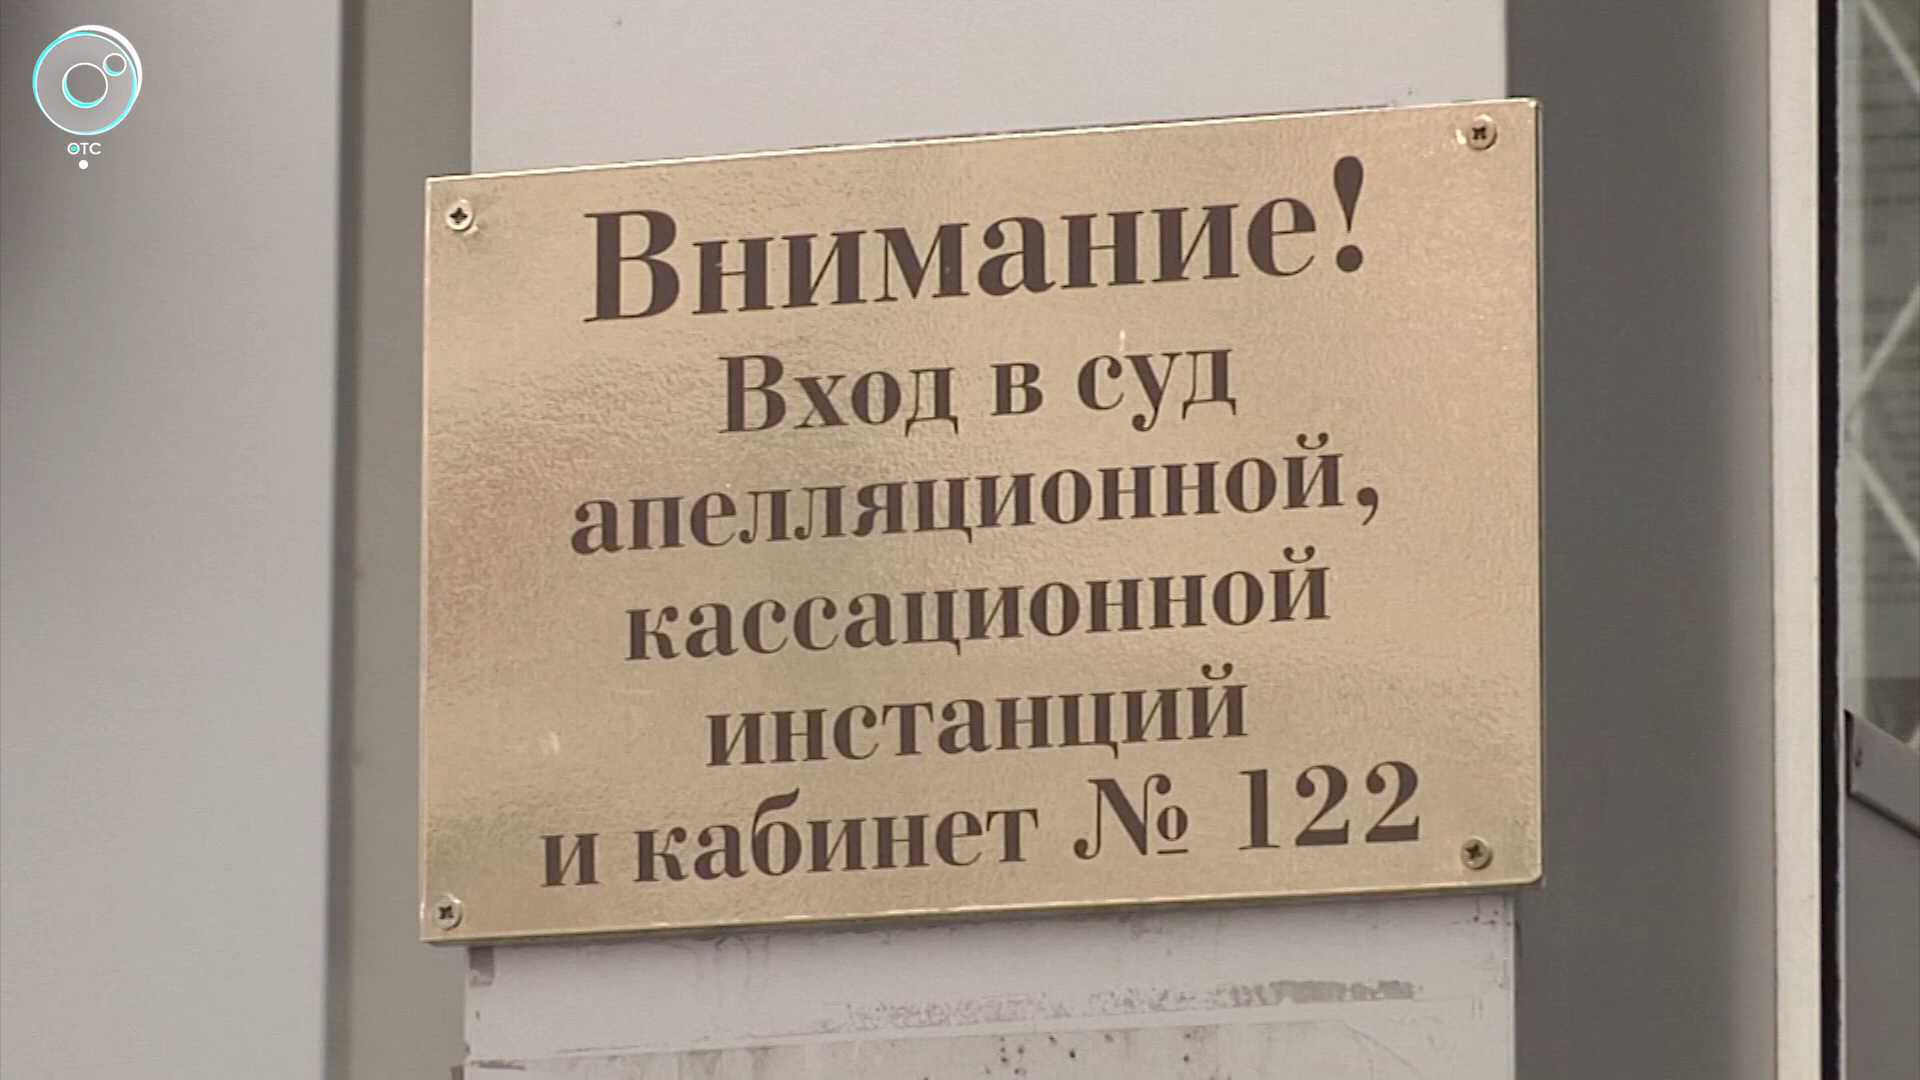 ОТС
Внимание!
Вход в суд
апелляционной,
кассационной
инстанций
и кабинет № 122